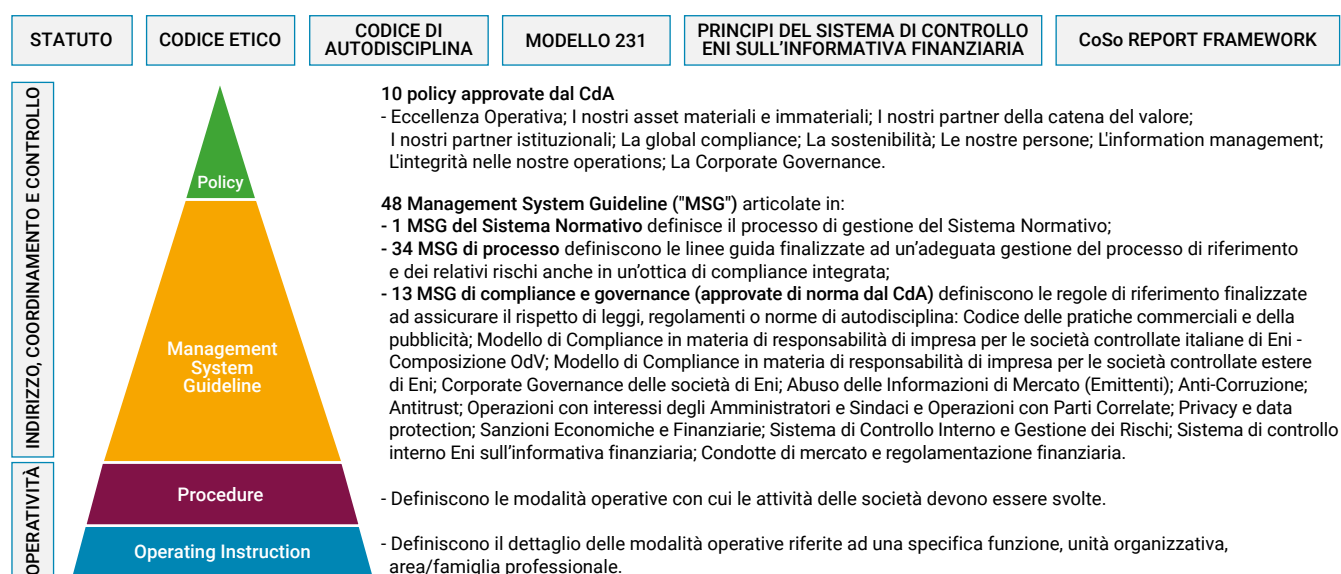 STATUTO
CODICE ETICO
CODICE DI
AUTODISCIPLINA
MODELLO 231
PRINCIPI DEL SISTEMA DI CONTROLLO
ENI SULL'INFORMATIVA FINANZIARIA
CoSo REPORT FRAMEWORK
INDIRIZZO, COORDINAMENTO E CONTROLLO
Policy
10 policy approvate dal CdA
- Eccellenza Operativa; I nostri asset materiali e immateriali; I nostri partner della catena del valore;
I nostri partner istituzionali; La global compliance; La sostenibilità; Le nostre persone; L'information management;
L'integrità nelle nostre operations; La Corporate Governance.
Management
System
Guideline
48 Management System Guideline ("MSG") articolate in:
- 1 MSG del Sistema Normativo definisce il processo di gestione del Sistema Normativo;
- 34 MSG di processo definiscono le linee guida finalizzate ad un'adeguata gestione del processo di riferimento
e dei relativi rischi anche in un'ottica di compliance integrata;
- 13 MSG di compliance e governance (approvate di norma dal CdA) definiscono le regole di riferimento finalizzate
ad assicurare il rispetto di leggi, regolamenti o norme di autodisciplina: Codice delle pratiche commerciali e della
pubblicità; Modello di Compliance in materia di responsabilità di impresa per le società controllate italiane di Eni -
Composizione OdV; Modello di Compliance in materia di responsabilità di impresa per le società controllate estere
di Eni; Corporate Governance delle società di Eni; Abuso delle Informazioni di Mercato (Emittenti); Anti-Corruzione;
Antitrust; Operazioni con interessi degli Amministratori e Sindaci e Operazioni con Parti Correlate; Privacy e data
protection; Sanzioni Economiche e Finanziarie; Sistema di Controllo Interno e Gestione dei Rischi; Sistema di controllo
interno Eni sull'informativa finanziaria; Condotte di mercato e regolamentazione finanziaria.
OPERATIVITÀ
Procedure
- Definiscono le modalità operative con cui le attività delle società devono essere svolte.
Operating Instruction
- Definiscono il dettaglio delle modalità operative riferite ad una specifica funzione, unità organizzativa,
area/famiglia professionale.